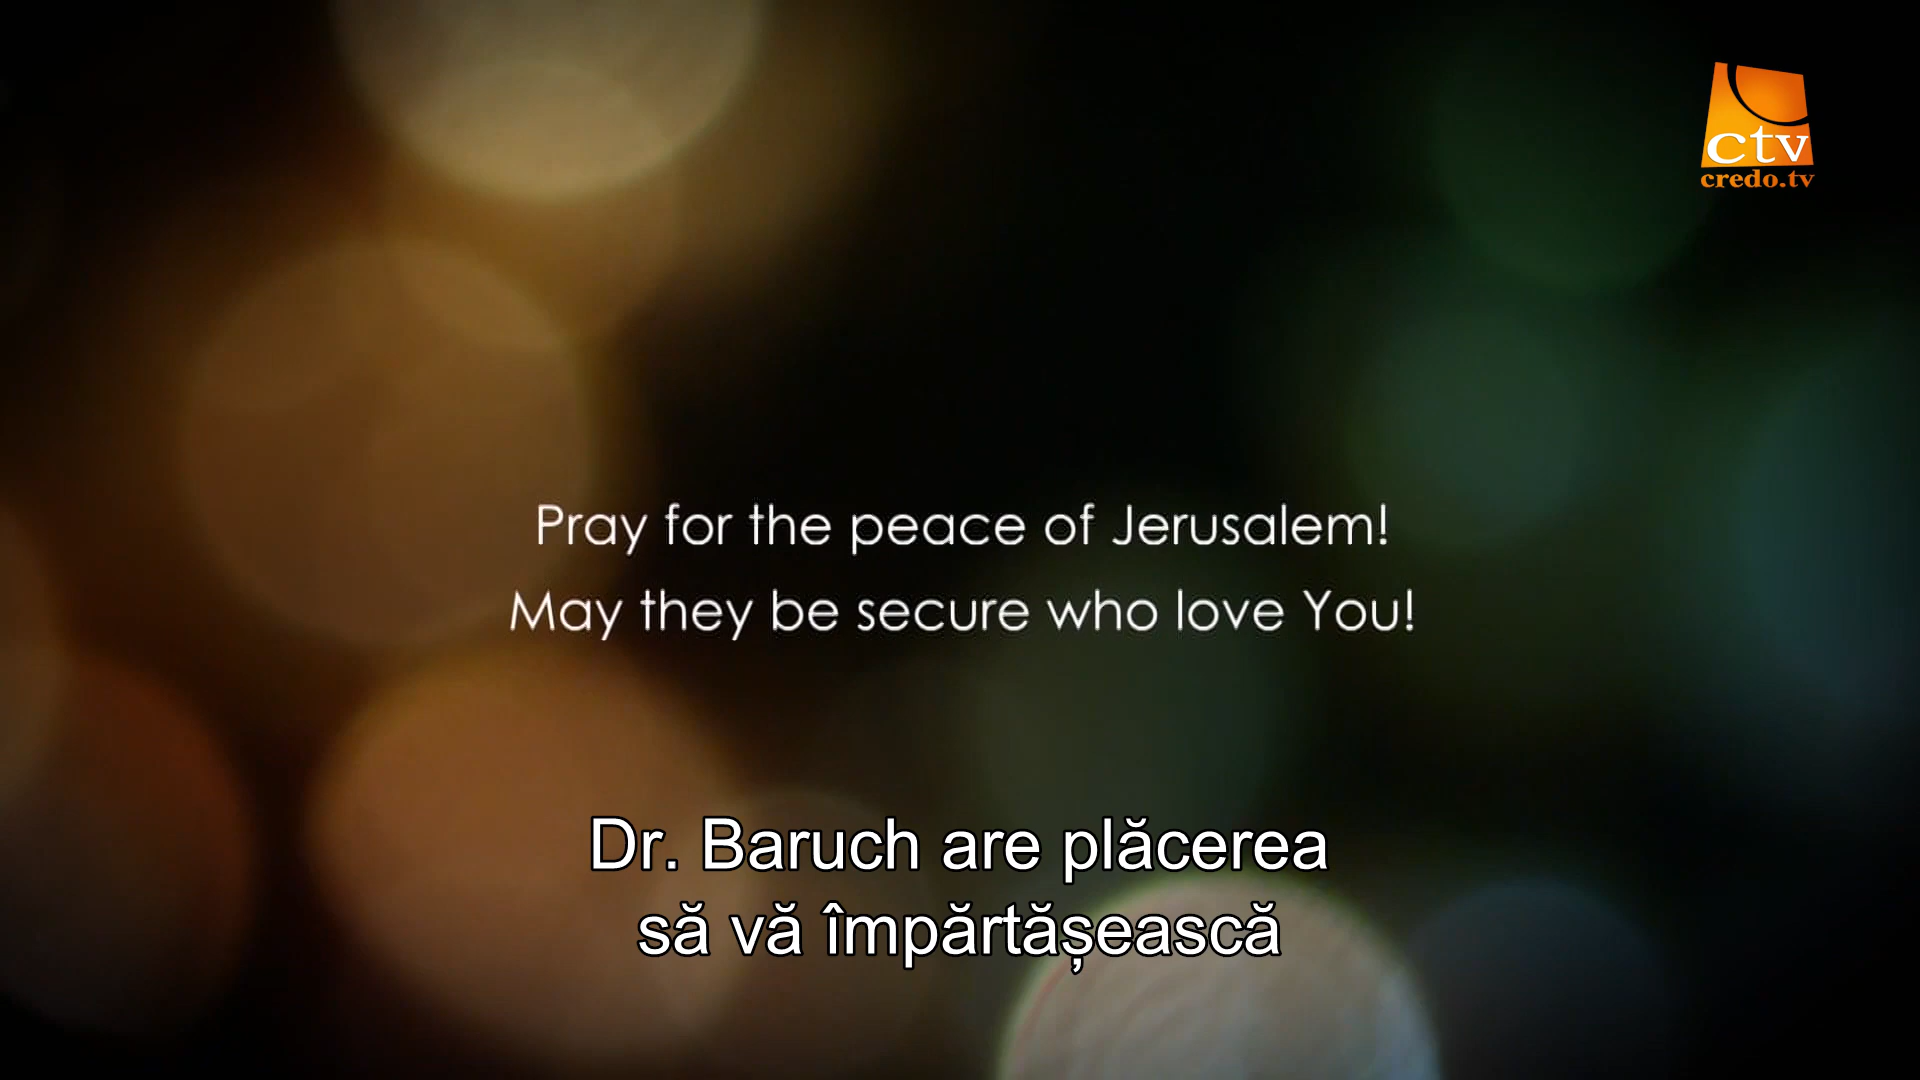 ctv
credo.tv
Pray for the peace of Jerusalem!
May they be secure who love You!
Dr. Baruch are plăcerea
să vă împărtășească